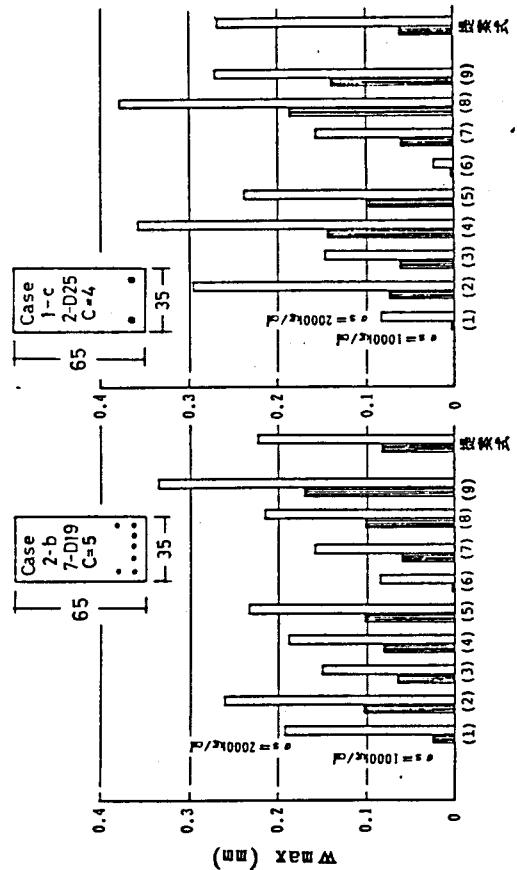 Wmax (mm)
0.4
0.3
0.2
0.1
0
Case
2-b
7-D19
C=5
65
35
σs=2000kg/㎠
σs=1000kg/㎠
(1) (2) (3) (4) (5) (6) (7) (8) (9) 提案式
0.4
0.3
0.2
0.1
0
Case
1-c
2-D25
C=4
65
35
σs=2000kg/㎠
σs=1000kg/㎠
(1) (2) (3) (4) (5) (6) (7) (8) (9) 提案式